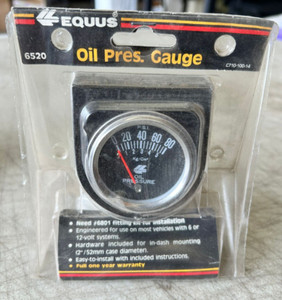 EQUUS
6520
Oil Pres. Gauge
C710-100-14
P.S.I.
20 40 60 80
Kg/Cm²
OIL
PRESSURE
• Need #6801 fitting kit for installation
• Engineered for use on most vehicles with 6 or
12-volt systems.
• Hardware included for in-dash mounting
(2"/52mm case diameter).
• Easy-to-install with included instructions.
• Full one year warranty